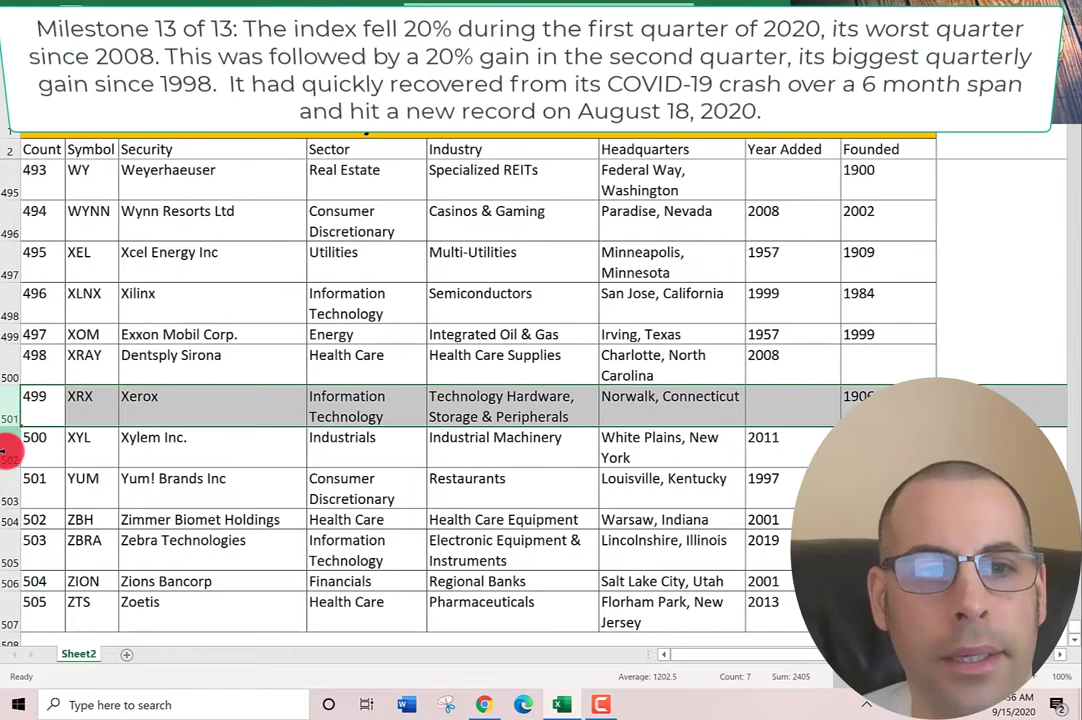 Milestone 13 of 13: The index fell 20% during the first quarter of 2020, its worst quarter
since 2008. This was followed by a 20% gain in the second quarter, its biggest quarterly
gain since 1998. It had quickly recovered from its COVID-19 crash over a 6 month span
and hit a new record on August 18, 2020.
1
2 Count Symbol Security Sector Industry Headquarters Year Added Founded
493 WY Weyerhaeuser Real Estate Specialized REITs Federal Way, 1900
495 Washington
494 WYNN Wynn Resorts Ltd Consumer Casinos & Gaming Paradise, Nevada 2008 2002
496 Discretionary
495 XEL Xcel Energy Inc Utilities Multi-Utilities Minneapolis, 1957 1909
497 Minnesota
496 XLNX Xilinx Information Semiconductors San Jose, California 1999 1984
498 Technology
499 497 XOM Exxon Mobil Corp. Energy Integrated Oil & Gas Irving, Texas 1957 1999
498 XRAY Dentsply Sirona Health Care Health Care Supplies Charlotte, North 2008
500 Carolina
499 XRX Xerox Information Technology Hardware, Norwalk, Connecticut 1906
501 Technology Storage & Peripherals
500 XYL Xylem Inc. Industrials Industrial Machinery White Plains, New 2011
502 York
501 YUM Yum! Brands Inc Consumer Restaurants Louisville, Kentucky 1997
503 Discretionary
504 502 ZBH Zimmer Biomet Holdings Health Care Health Care Equipment Warsaw, Indiana 2001
503 ZBRA Zebra Technologies Information Electronic Equipment & Lincolnshire, Illinois 2019
505 Technology Instruments
506 504 ZION Zions Bancorp Financials Regional Banks Salt Lake City, Utah 2001
505 ZTS Zoetis Health Care Pharmaceuticals Florham Park, New 2013
507 Jersey
508
Sheet2
Ready Average: 1202.5 Count: 7 Sum: 2405 100%
Type here to search
AM
9/15/2020 2